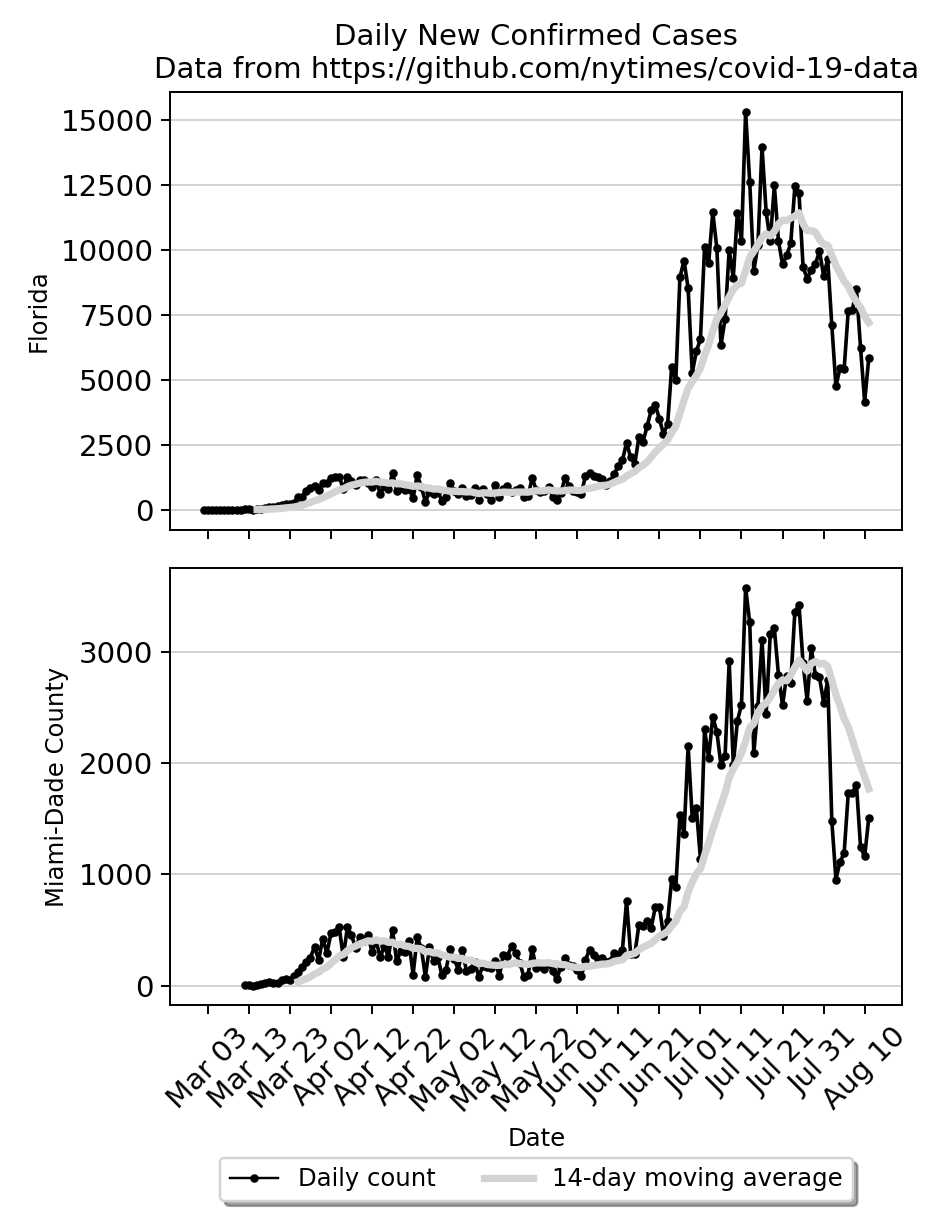 Daily New Confirmed Cases
Data from https://github.com/nytimes/covid-19-data
15000
12500
10000
7500
5000
2500
0
Florida
3000
2000
1000
0
Miami-Dade County
Mar 03
Mar 13
Mar 23
Apr 02
Apr 12
Apr 22
May 02
May 12
May 22
Jun 01
Jun 11
Jun 21
Jul 01
Jul 11
Jul 21
Jul 31
Aug 10
Date
Daily count
14-day moving average